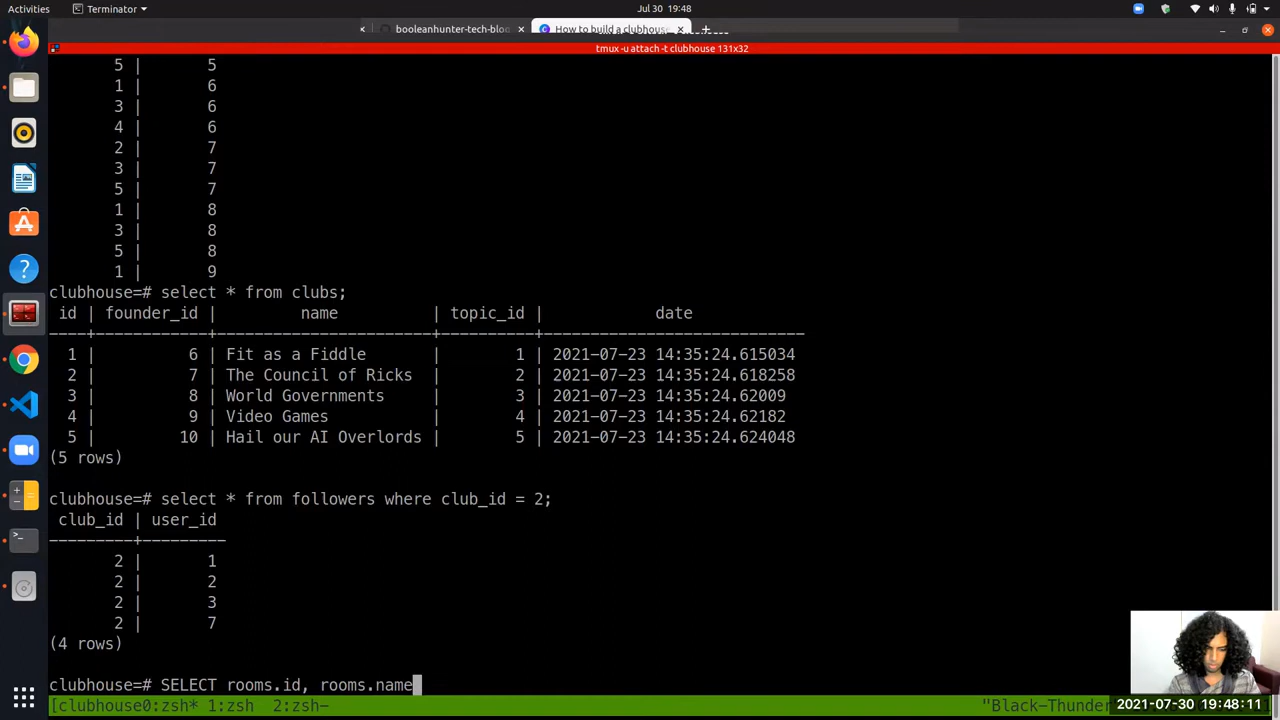 Activities
Terminator
Jul 30 19:48
booleanhunter-tech-blo
How to build a clubhouse
tmux -u attach -t clubhouse 131x32
5 | 5
1 | 6
3 | 6
4 | 6
2 | 7
3 | 7
5 | 7
1 | 8
3 | 8
5 | 8
1 | 9
clubhouse=# select * from clubs;
id | founder_id | name | topic_id | date
----+------------+----------------------+----------+----------------------------
1 | 6 | Fit as a Fiddle | 1 | 2021-07-23 14:35:24.615034
2 | 7 | The Council of Ricks | 2 | 2021-07-23 14:35:24.618258
3 | 8 | World Governments | 3 | 2021-07-23 14:35:24.62009
4 | 9 | Video Games | 4 | 2021-07-23 14:35:24.62182
5 | 10 | Hail our AI Overlords | 5 | 2021-07-23 14:35:24.624048
(5 rows)
clubhouse=# select * from followers where club_id = 2;
club_id | user_id
---------+---------
2 | 1
2 | 2
2 | 3
2 | 7
(4 rows)
clubhouse=# SELECT rooms.id, rooms.name
[clubhouse0:zsh* 1:zsh 2:zsh- "Black-Thunder
2021-07-30 19:48:11